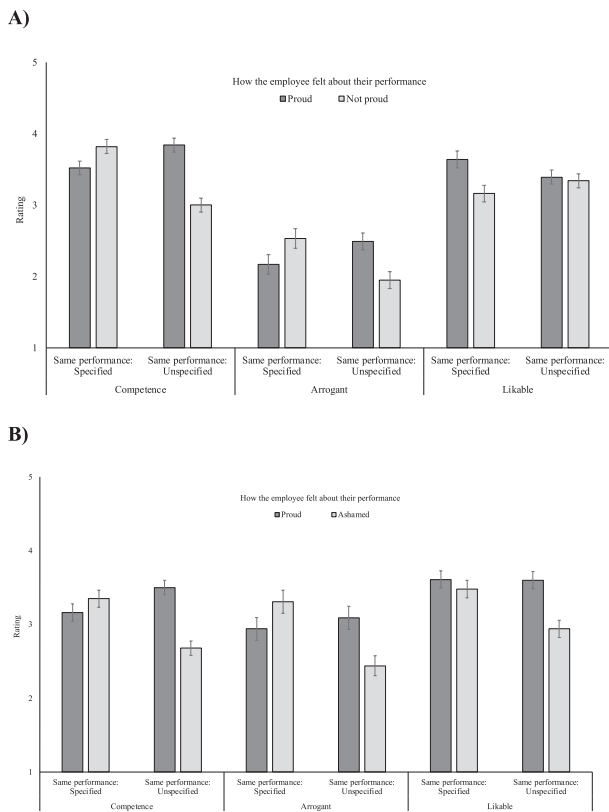 A)
5
How the employee felt about their performance
Proud Not proud
4
3
Rating
2
1
Same performance: Same performance: Same performance: Same performance: Same performance: Same performance:
Specified Unspecified Specified Unspecified Specified Unspecified
Competence Arrogant Likable
B)
5
How the employee felt about their performance
Proud Ashamed
4
3
Rating
2
1
Same performance: Same performance: Same performance: Same performance: Same performance: Same performance:
Specified Unspecified Specified Unspecified Specified Unspecified
Competence Arrogant Likable